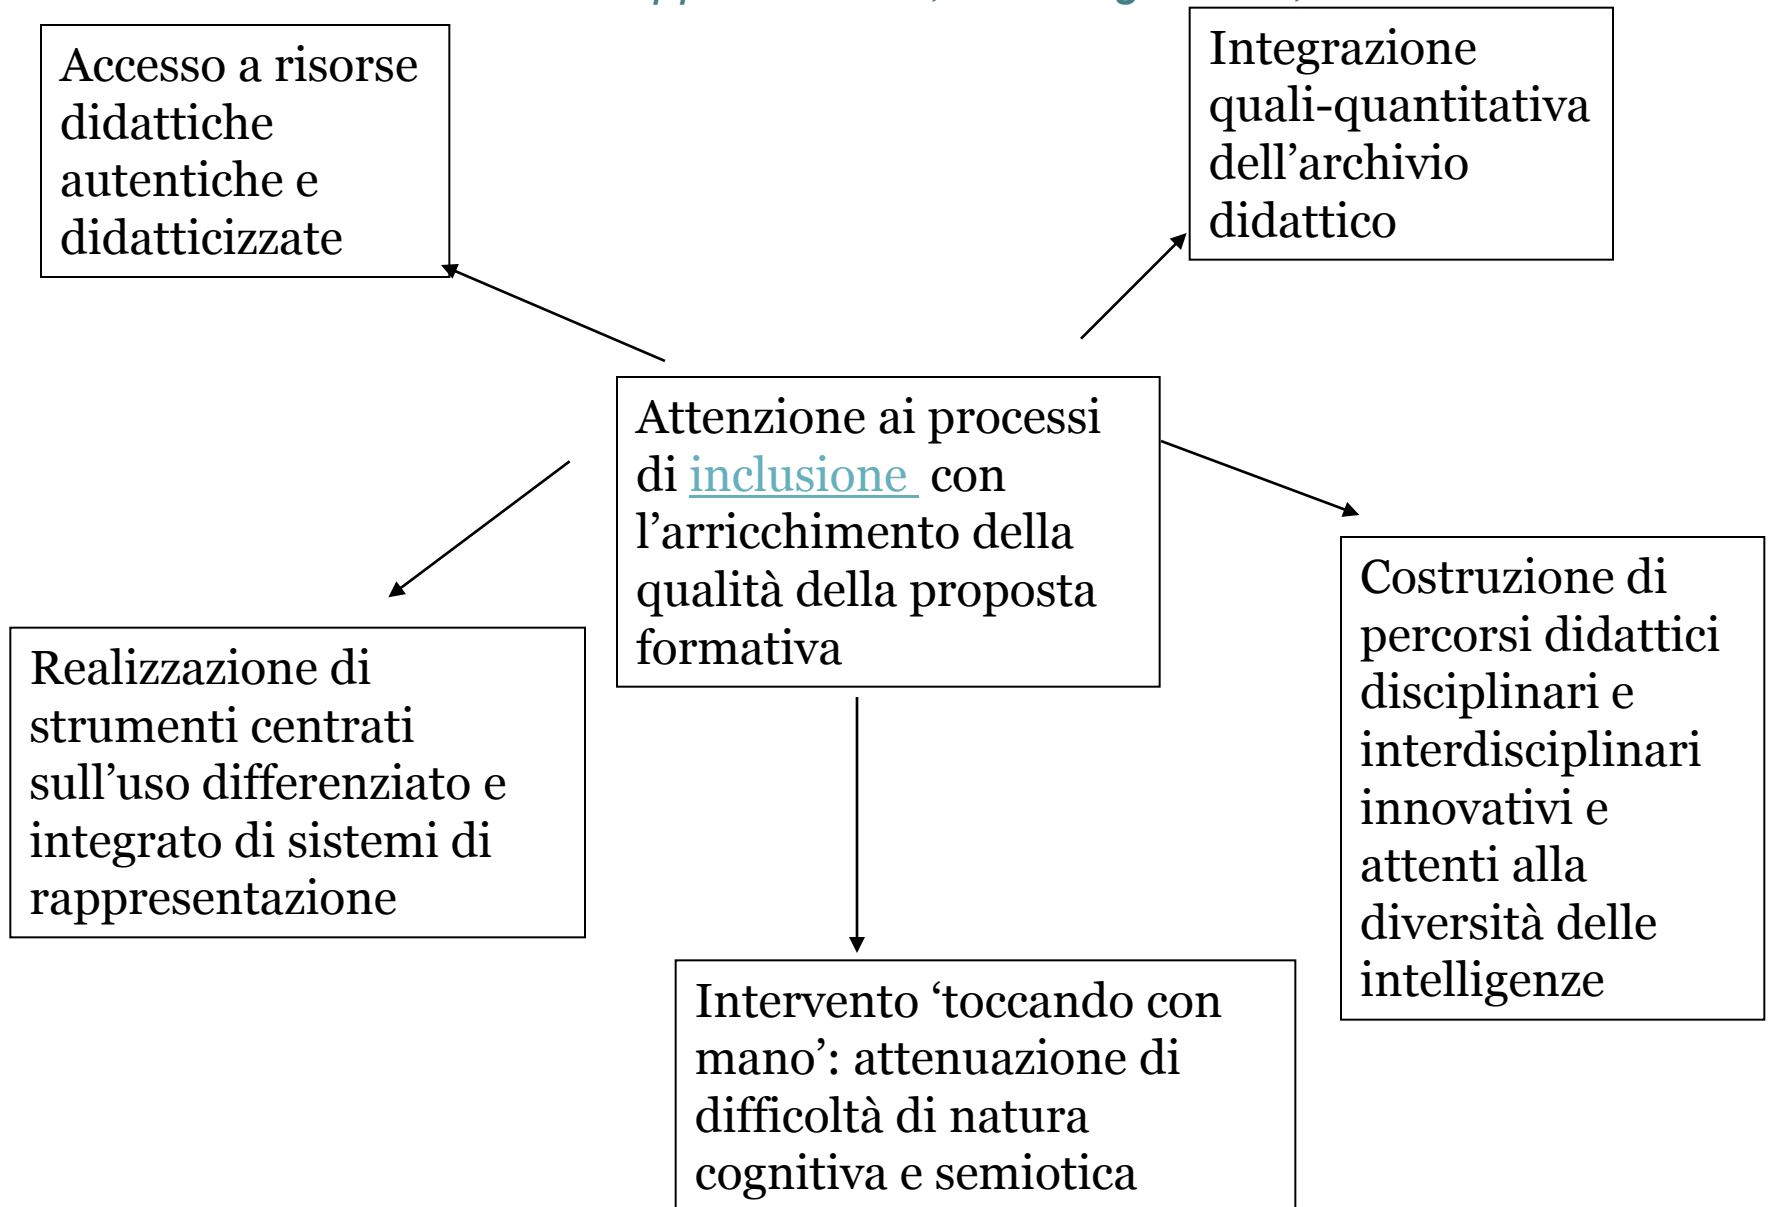 Accesso a risorse
didattiche
autentiche e
didatticizzate
Integrazione
quali-quantitativa
dell’archivio
didattico
Attenzione ai processi
di inclusione con
l’arricchimento della
qualità della proposta
formativa
Realizzazione di
strumenti centrati
sull’uso differenziato e
integrato di sistemi di
rappresentazione
Costruzione di
percorsi didattici
disciplinari e
interdisciplinari
innovativi e
attenti alla
diversità delle
intelligenze
Intervento ‘toccando con
mano’: attenuazione di
difficoltà di natura
cognitiva e semiotica